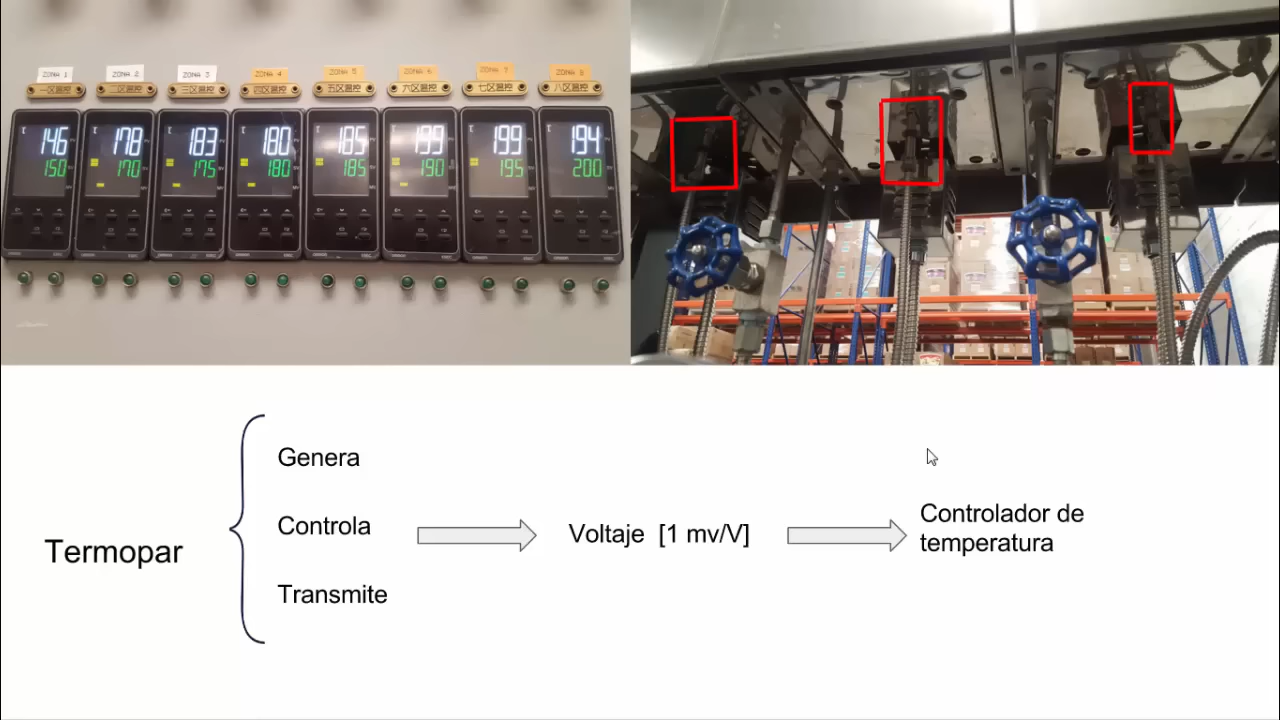 ZONA 1 ZONA 2 ZONA 3 ZONA 4 ZONA 5 ZONA 6 ZONA 7 ZONA 8
一区温控 二区温控 三区温控 四区温控 五区温控 六区温控 七区温控 八区温控
146 178 183 180 185 199 199 194
150 170 175 180 185 190 195 200
Genera
Controla
Transmite
Termopar
Voltaje [1 mv/V]
Controlador de
temperatura